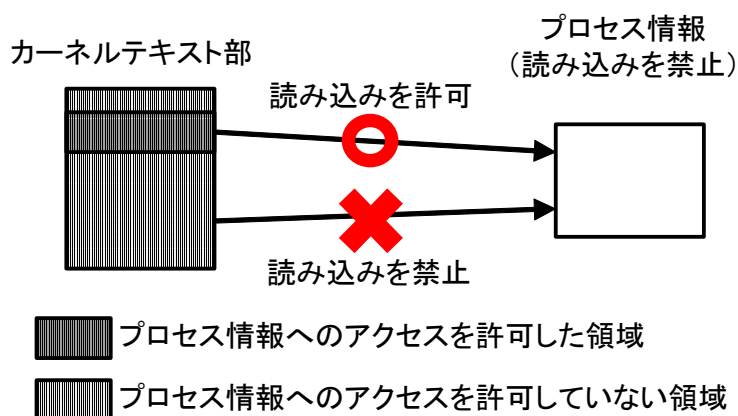 カーネルテキスト部
プロセス情報
（読み込みを禁止）
読み込みを許可
読み込みを禁止
プロセス情報へのアクセスを許可した領域
プロセス情報へのアクセスを許可していない領域